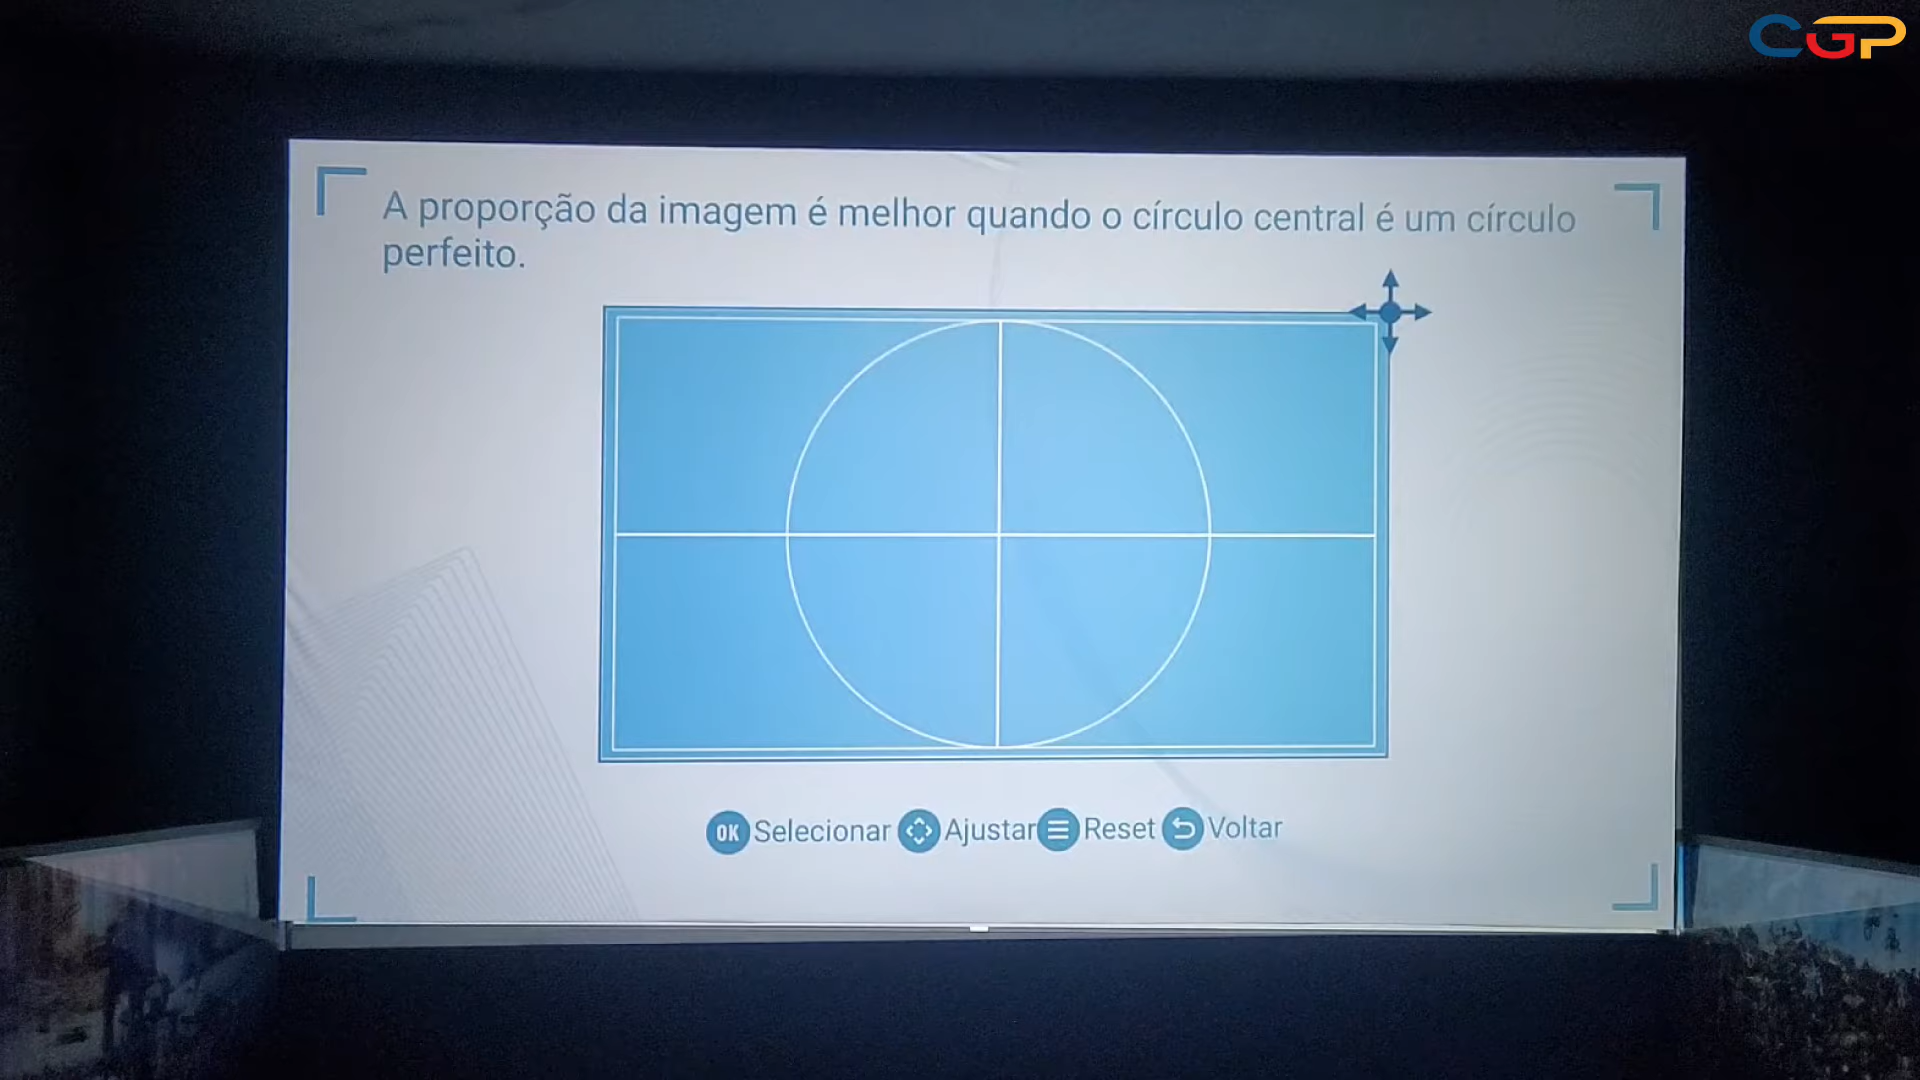 CGP
A proporção da imagem é melhor quando o círculo central é um círculo
perfeito.
OK Selecionar Ajustar Reset Voltar